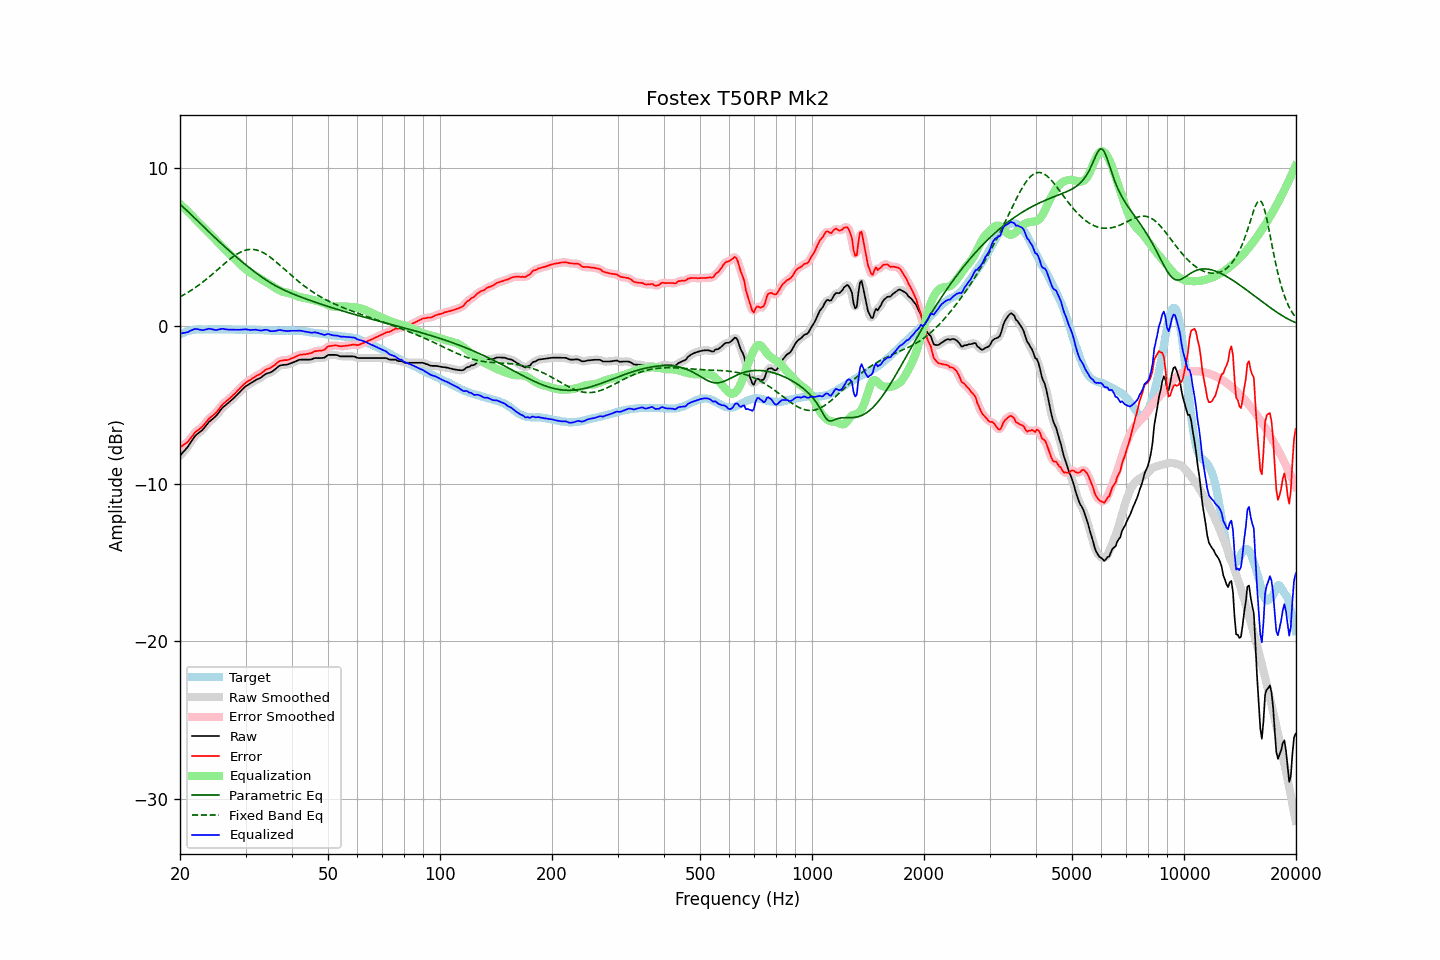 Fostex T50RP Mk2
Amplitude (dBr)
10
0
−10
−20
−30
Target
Raw Smoothed
Error Smoothed
Raw
Error
Equalization
Parametric Eq
Fixed Band Eq
Equalized
20 50 100 200 500 1000 2000 5000 10000 20000
Frequency (Hz)